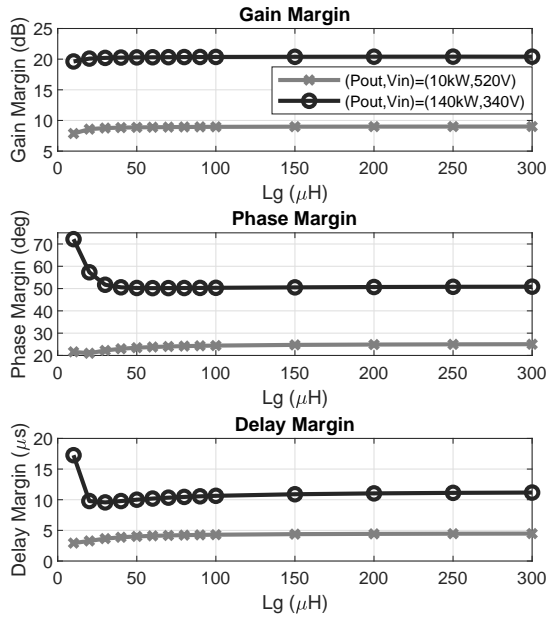 Gain Margin
Gain Margin (dB)
25
20
15
10
5
(Pout,Vin)=(10kW,520V)
(Pout,Vin)=(140kW,340V)
0 50 100 150 200 250 300
Lg (μH)
Phase Margin
Phase Margin (deg)
70
60
50
40
30
20
0 50 100 150 200 250 300
Lg (μH)
Delay Margin
Delay Margin (μs)
20
15
10
5
0
0 50 100 150 200 250 300
Lg (μH)